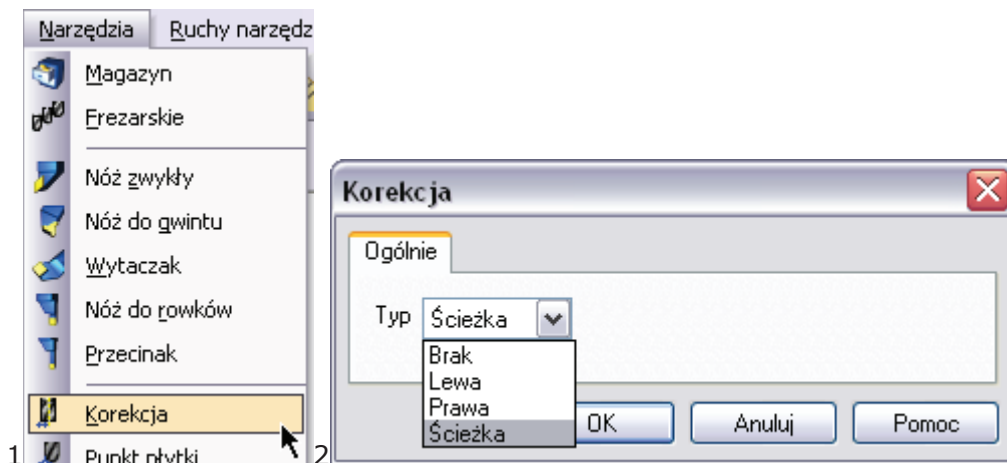 Narzędzia Ruchy narzędz
Magazyn
Frezarskie
Nóż zwykły
Nóż do gwintu
Wytaczak
Nóż do rowków
Przecinak
Korekcja
Punkt płytki
1
Korekcja
Ogólnie
Typ Ścieżka
Brak
Lewa
Prawa
Ścieżka
OK Anuluj Pomoc
2